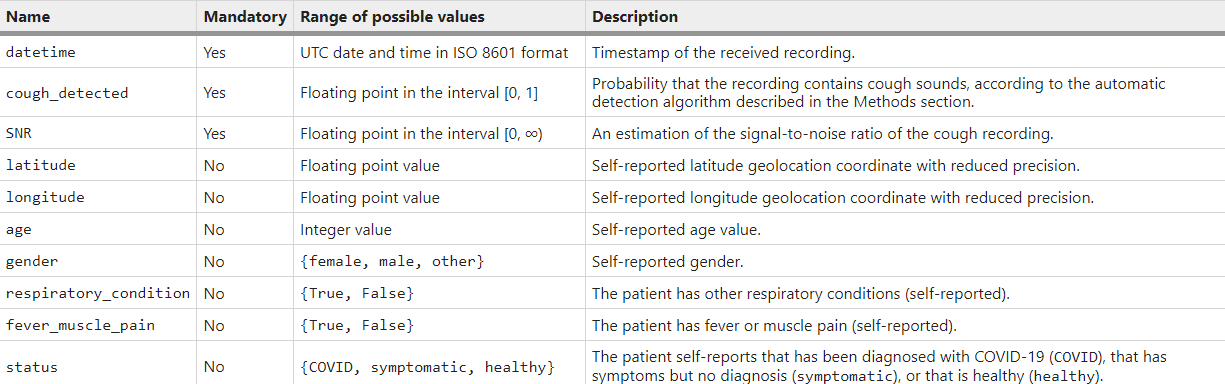 Name Mandatory Range of possible values Description
datetime Yes UTC date and time in ISO 8601 format Timestamp of the received recording.
cough_detected Yes Floating point in the interval [0, 1] Probability that the recording contains cough sounds, according to the automatic
detection algorithm described in the Methods section.
SNR Yes Floating point in the interval [0, ∞) An estimation of the signal-to-noise ratio of the cough recording.
latitude No Floating point value Self-reported latitude geolocation coordinate with reduced precision.
longitude No Floating point value Self-reported longitude geolocation coordinate with reduced precision.
age No Integer value Self-reported age value.
gender No {female, male, other} Self-reported gender.
respiratory_condition No {True, False} The patient has other respiratory conditions (self-reported).
fever_muscle_pain No {True, False} The patient has fever or muscle pain (self-reported).
status No {COVID, symptomatic, healthy} The patient self-reports that has been diagnosed with COVID-19 (COVID), that has
symptoms but no diagnosis (symptomatic), or that is healthy (healthy).